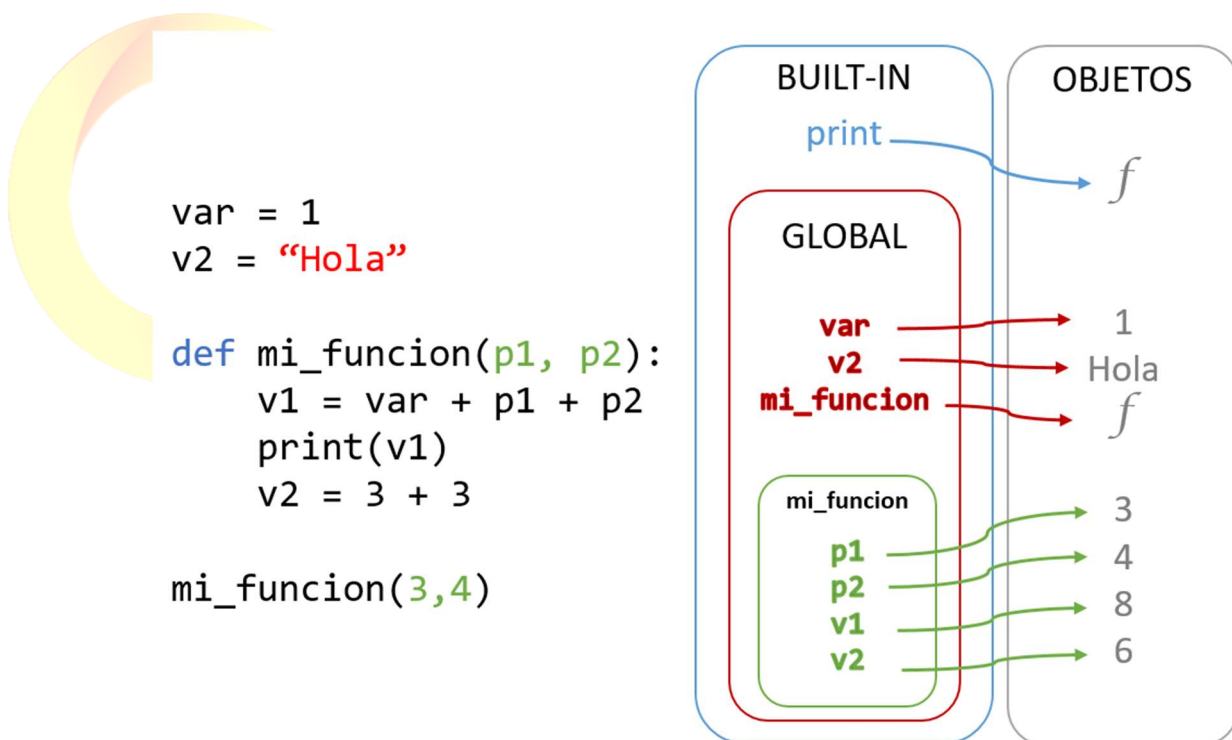 var = 1
v2 = “Hola”
def mi_funcion(p1, p2):
v1 = var + p1 + p2
print(v1)
v2 = 3 + 3
mi_funcion(3,4)
BUILT-IN
print
GLOBAL
var
v2
mi_funcion
mi_funcion
p1
p2
v1
v2
OBJETOS
f
1
Hola
f
3
4
8
6